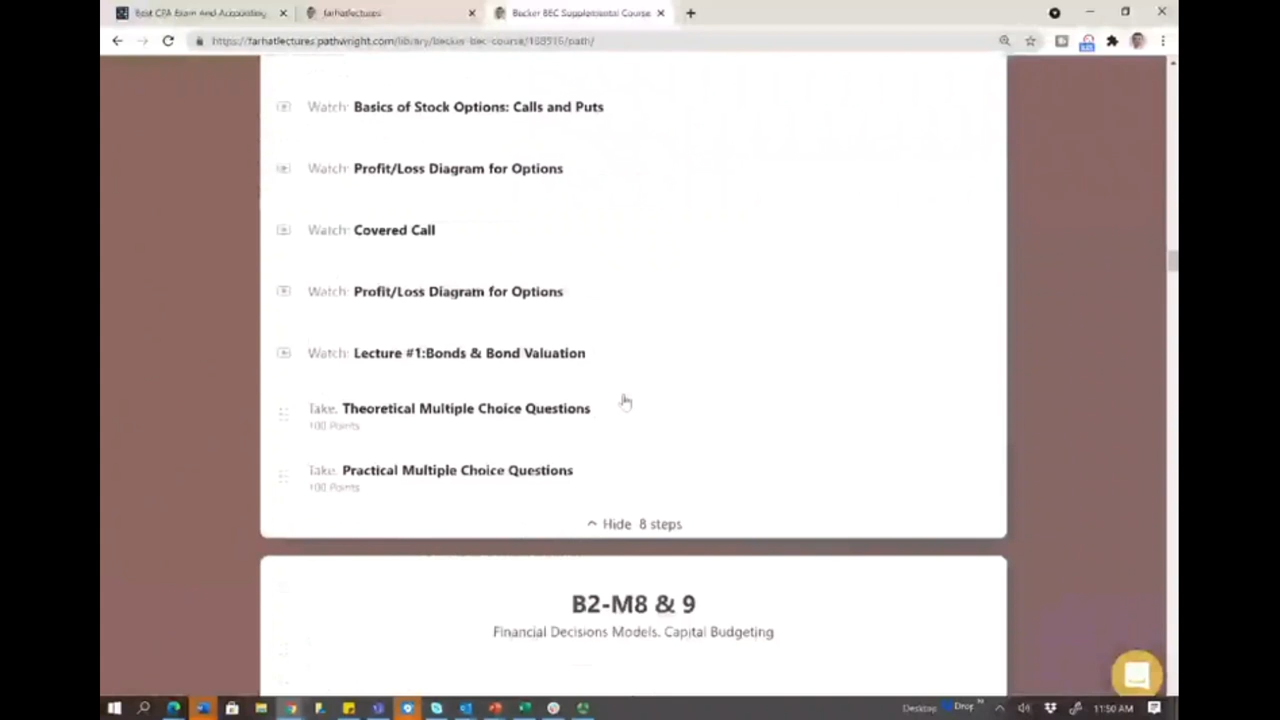 Best CPA Exam And Accounting
farhatlectures
Becker BEC Supplemental Course
https://farhatlectures.pathwright.com/library/becker-bec-course/168516/path/
Watch: Basics of Stock Options: Calls and Puts
Watch: Profit/Loss Diagram for Options
Watch: Covered Call
Watch: Profit/Loss Diagram for Options
Watch: Lecture #1:Bonds & Bond Valuation
Take: Theoretical Multiple Choice Questions
100 Points
Take: Practical Multiple Choice Questions
100 Points
Hide 8 steps
B2-M8 & 9
Financial Decisions Models. Capital Budgeting
Desktop
Drop
11:50 AM